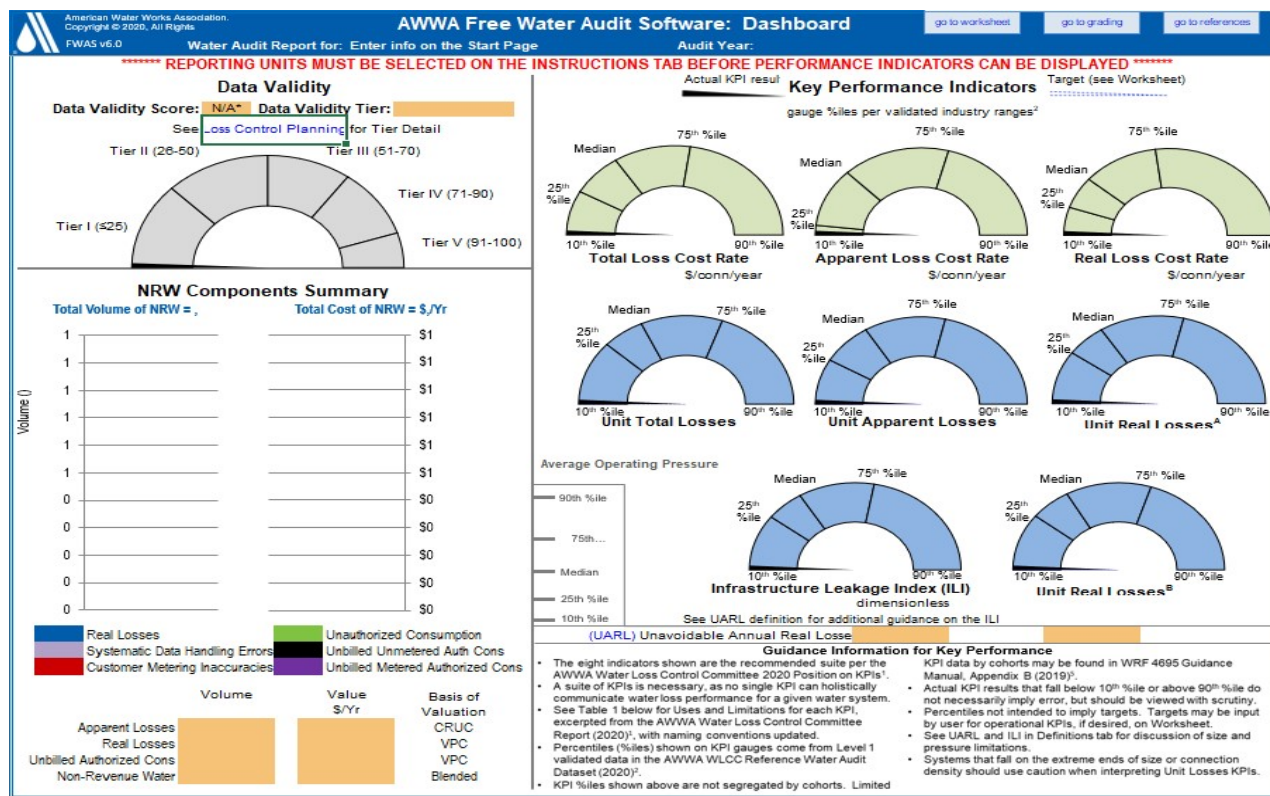 American Water Works Association.
Copyright © 2020, All Rights
FWAS v6.0
AWWA Free Water Audit Software: Dashboard
Water Audit Report for: Enter info on the Start Page
Audit Year:
go to worksheet
go to grading
go to references
******* REPORTING UNITS MUST BE SELECTED ON THE INSTRUCTIONS TAB BEFORE PERFORMANCE INDICATORS CAN BE DISPLAYED *******
Data Validity
Data Validity Score: N/A* Data Validity Tier:
See Loss Control Planning for Tier Detail
Tier II (26-50)
Tier III (51-70)
Tier IV (71-90)
Tier I (≤25)
Tier V (91-100)
Actual KPI result
Key Performance Indicators
Target (see Worksheet)
gauge %iles per validated industry ranges²
10th %ile
25th %ile
Median
75th %ile
90th %ile
Total Loss Cost Rate
$/conn/year
10th %ile
25th %ile
Median
75th %ile
90th %ile
Apparent Loss Cost Rate
$/conn/year
10th %ile
25th %ile
Median
75th %ile
90th %ile
Real Loss Cost Rate
$/conn/year
10th %ile
25th %ile
Median
75th %ile
90th %ile
Unit Total Losses
10th %ile
25th %ile
Median
75th %ile
90th %ile
Unit Apparent Losses
10th %ile
25th %ile
Median
75th %ile
90th %ile
Unit Real Losses^A
NRW Components Summary
Total Volume of NRW = ,
Total Cost of NRW = $,/Yr
Volume ()
1 $1
1 $1
1 $1
1 $1
1 $1
1 $1
0 $0
0 $0
0 $0
0 $0
0 $0
Real Losses
Systematic Data Handling Errors
Customer Metering Inaccuracies
Unauthorized Consumption
Unbilled Unmetered Auth Cons
Unbilled Metered Authorized Cons
Volume
Value
$/Yr
Basis of
Valuation
Apparent Losses CRUC
Real Losses VPC
Unbilled Authorized Cons VPC
Non-Revenue Water Blended
Average Operating Pressure
90th %ile
75th...
Median
25th %ile
10th %ile
10th %ile
25th %ile
Median
75th %ile
90th %ile
Infrastructure Leakage Index (ILI)
dimensionless
10th %ile
25th %ile
Median
75th %ile
90th %ile
Unit Real Losses^B
See UARL definition for additional guidance on the ILI
(UARL) Unavoidable Annual Real Losse
Guidance Information for Key Performance
• The eight indicators shown are the recommended suite per the
AWWA Water Loss Control Committee 2020 Position on KPIs¹.
• A suite of KPIs is necessary, as no single KPI can holistically
communicate water loss performance for a given water system.
• See Table 1 below for Uses and Limitations for each KPI,
excerpted from the AWWA Water Loss Control Committee
Report (2020)¹, with naming conventions updated.
• Percentiles (%iles) shown on KPI gauges come from Level 1
validated data in the AWWA WLCC Reference Water Audit
Dataset (2020)².
• KPI %iles shown above are not segregated by cohorts. Limited
KPI data by cohorts may be found in WRF 4695 Guidance
Manual, Appendix B (2019)⁵.
• Actual KPI results that fall below 10th %ile or above 90th %ile do
not necessarily imply error, but should be viewed with scrutiny.
• Percentiles not intended to imply targets. Targets may be input
by user for operational KPIs, if desired, on Worksheet.
• See UARL and ILI in Definitions tab for discussion of size and
pressure limitations.
• Systems that fall on the extreme ends of size or connection
density should use caution when interpreting Unit Losses KPIs.